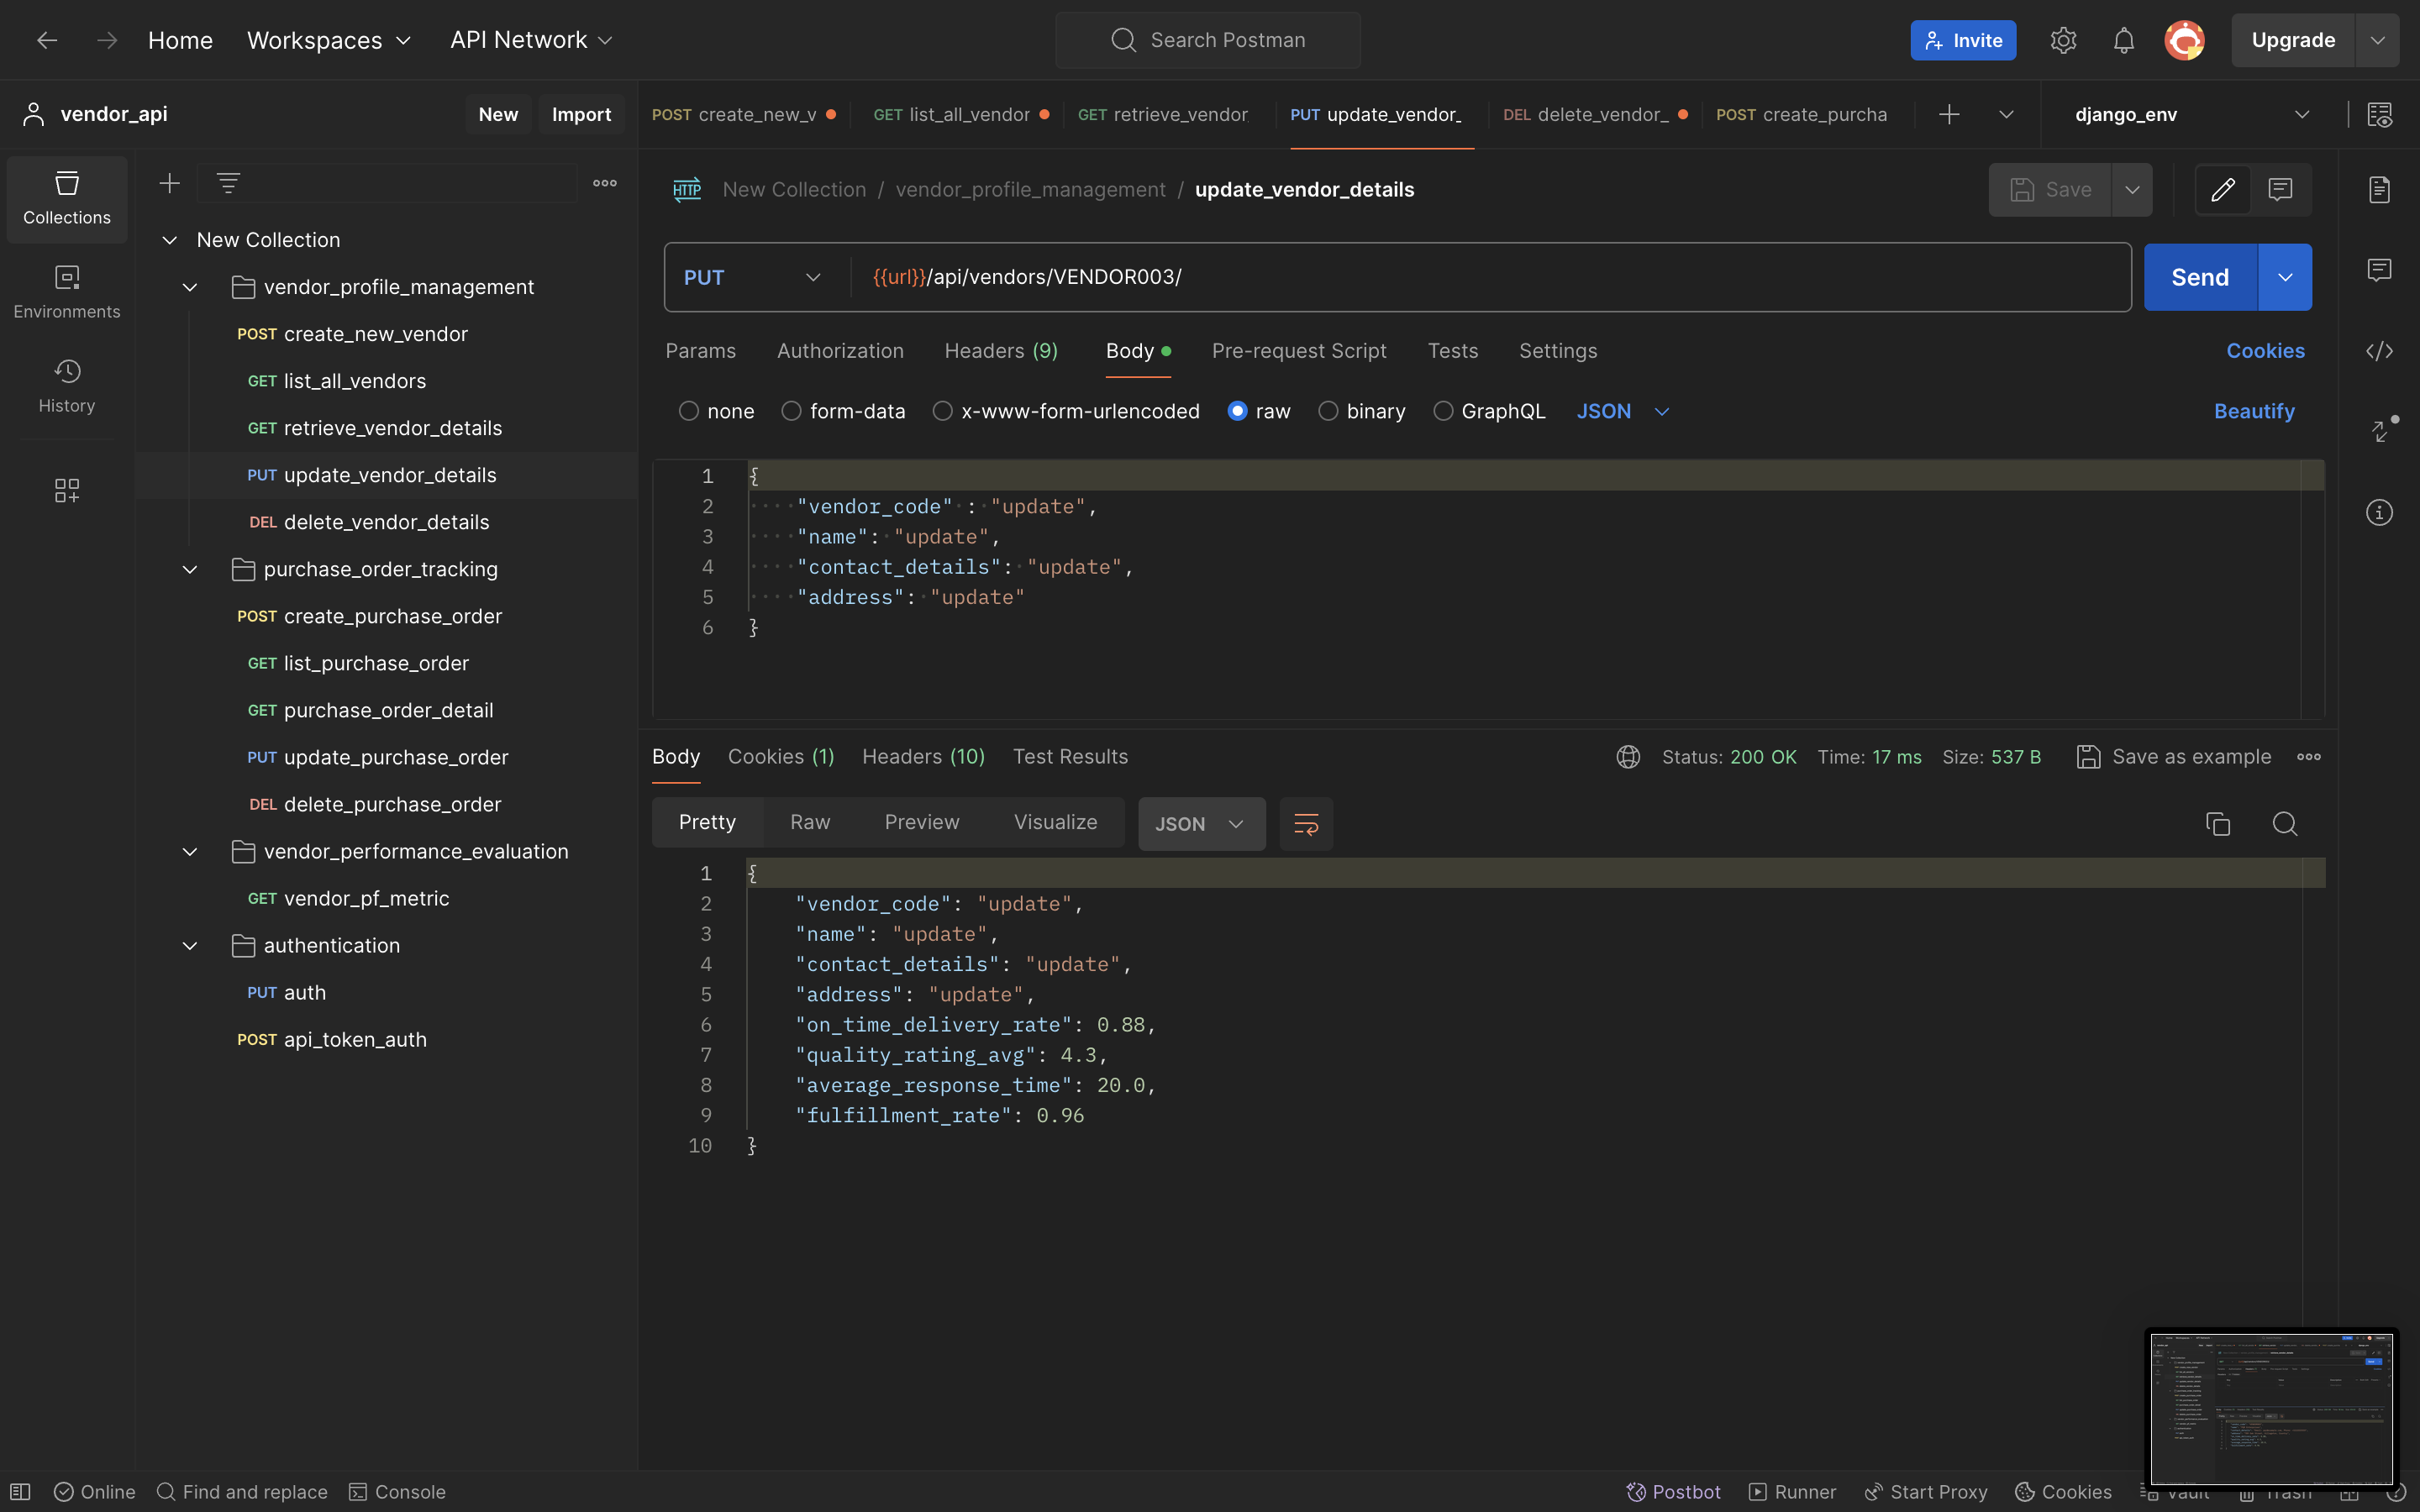 Home Workspaces API Network Search Postman Invite Upgrade
vendor_api New Import
POST create_new_v GET list_all_vendor GET retrieve_vendor PUT update_vendor_ DEL delete_vendor_ POST create_purcha django_env
Collections
Environments
History
New Collection
vendor_profile_management
POST create_new_vendor
GET list_all_vendors
GET retrieve_vendor_details
PUT update_vendor_details
DEL delete_vendor_details
purchase_order_tracking
POST create_purchase_order
GET list_purchase_order
GET purchase_order_detail
PUT update_purchase_order
DEL delete_purchase_order
vendor_performance_evaluation
GET vendor_pf_metric
authentication
PUT auth
POST api_token_auth
HTTP New Collection / vendor_profile_management / update_vendor_details Save
PUT {{url}}/api/vendors/VENDOR003/ Send
Params Authorization Headers (9) Body Pre-request Script Tests Settings Cookies
none form-data x-www-form-urlencoded raw binary GraphQL JSON Beautify
1 {
2 "vendor_code" : "update",
3 "name": "update",
4 "contact_details": "update",
5 "address": "update"
6 }
Body Cookies (1) Headers (10) Test Results Status: 200 OK Time: 17 ms Size: 537 B Save as example
Pretty Raw Preview Visualize JSON
1 {
2 "vendor_code": "update",
3 "name": "update",
4 "contact_details": "update",
5 "address": "update",
6 "on_time_delivery_rate": 0.88,
7 "quality_rating_avg": 4.3,
8 "average_response_time": 20.0,
9 "fulfillment_rate": 0.96
10 }
Online Find and replace Console Postbot Runner Start Proxy Cookies Vault Trash